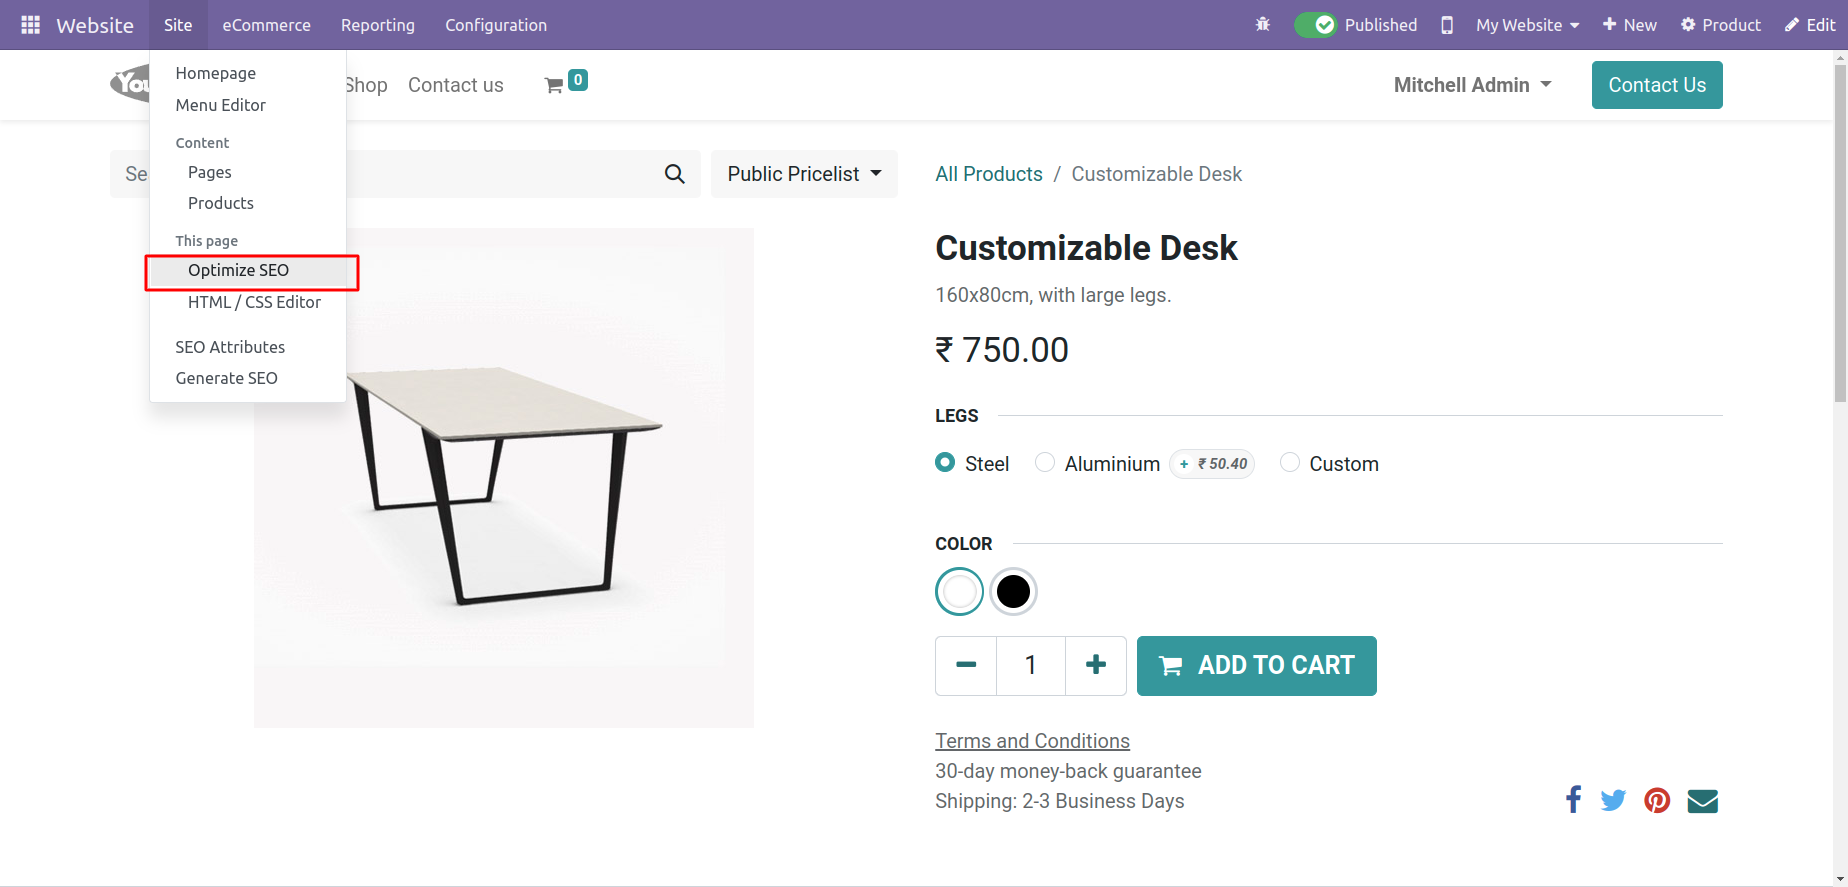 Website Site eCommerce Reporting Configuration Published My Website New Product Edit
You Shop Contact us 0 Mitchell Admin Contact Us
Homepage
Menu Editor
Content
Pages
Products
This page
Optimize SEO
HTML / CSS Editor
SEO Attributes
Generate SEO
Public Pricelist
All Products / Customizable Desk
Customizable Desk
160x80cm, with large legs.
₹ 750.00
LEGS
Steel Aluminium + ₹ 50.40 Custom
COLOR
1 ADD TO CART
Terms and Conditions
30-day money-back guarantee
Shipping: 2-3 Business Days